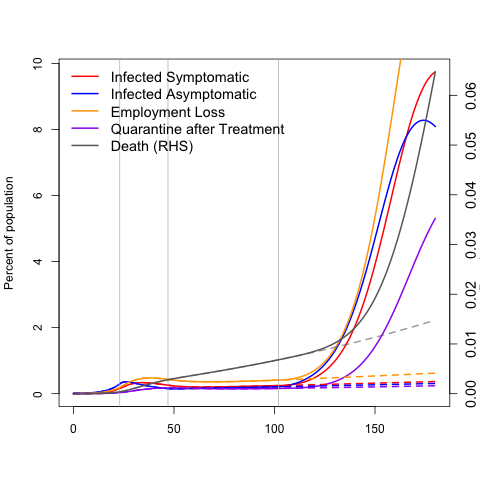 Infected Symptomatic
Infected Asymptomatic
Employment Loss
Quarantine after Treatment
Death (RHS)
Percent of population
10
8
6
4
2
0
0.06
0.05
0.04
0.03
0.02
0.01
0.00
0 50 100 150